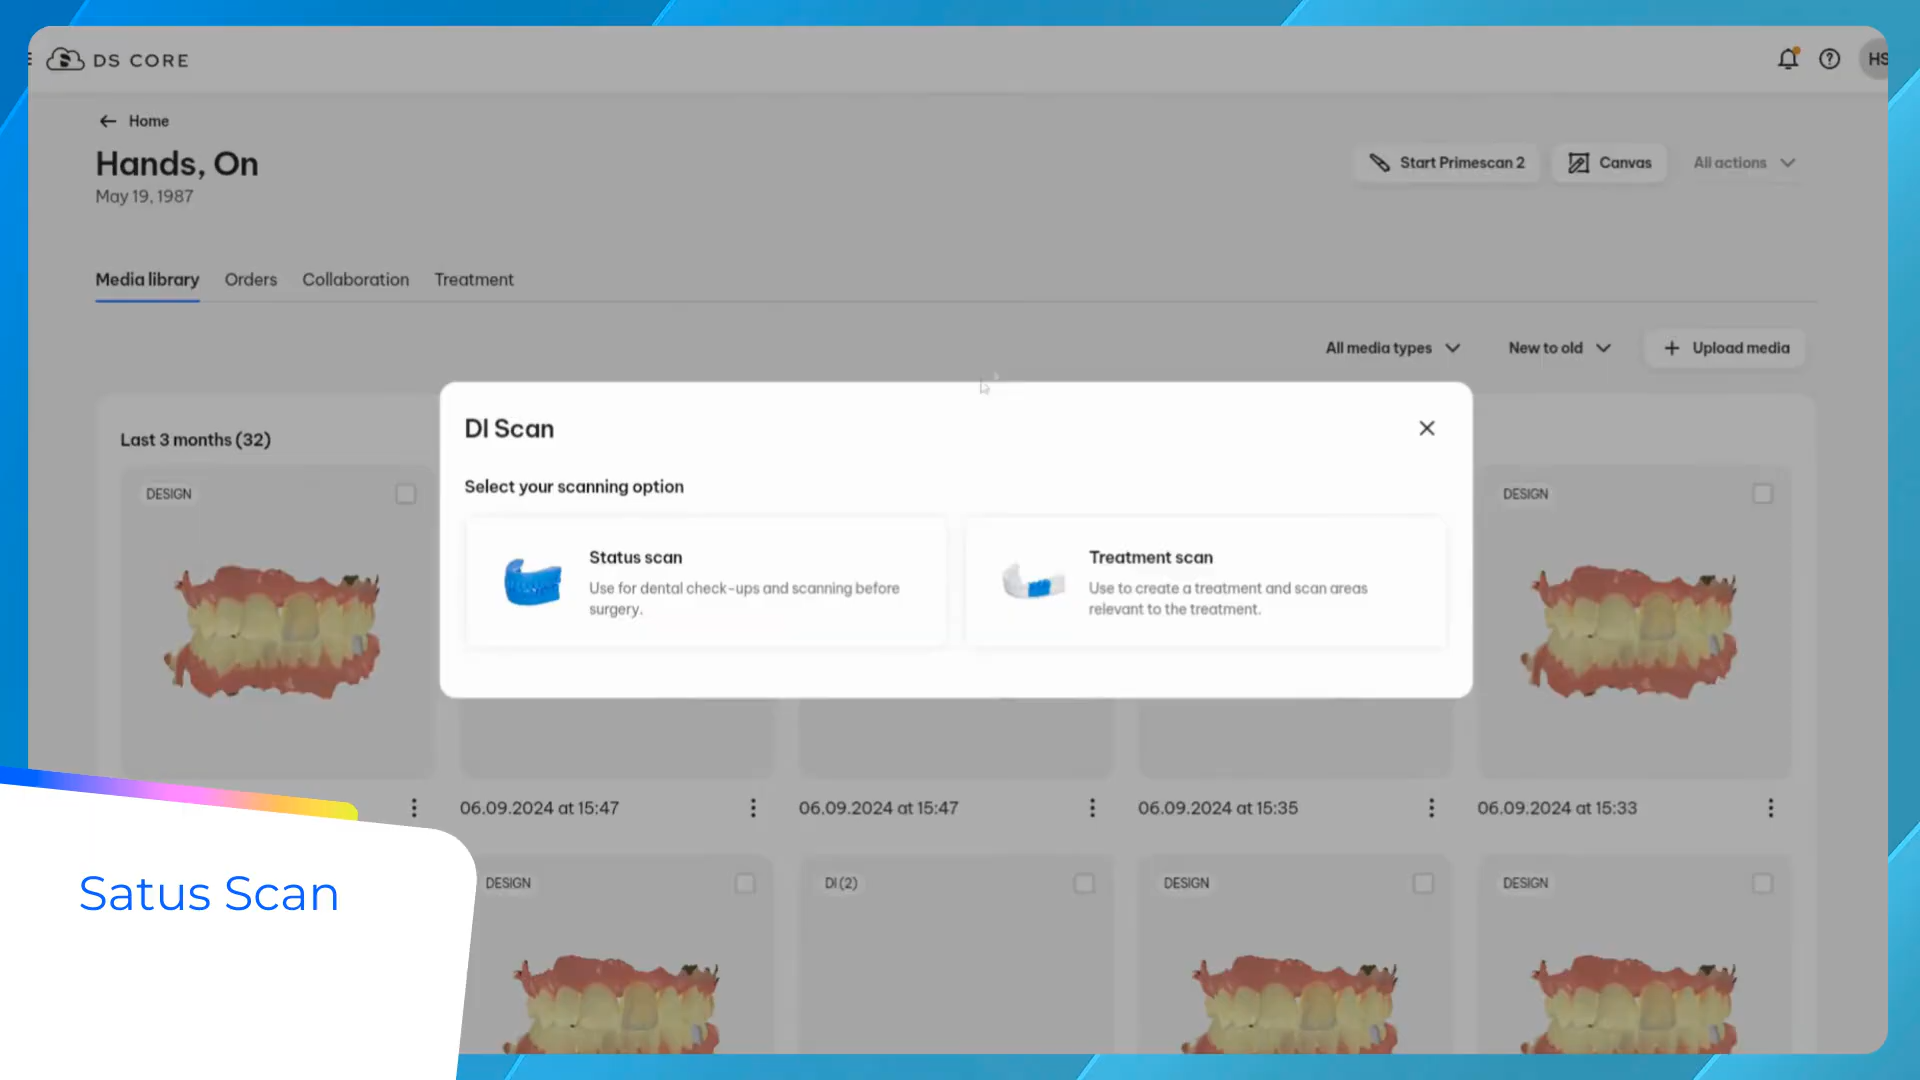 DS CORE
HS
Home
Hands, On
May 19, 1987
Start Primescan 2
Canvas
All actions
Media library
Orders
Collaboration
Treatment
All media types
New to old
Upload media
Last 3 months (32)
DI Scan
Select your scanning option
Status scan
Use for dental check-ups and scanning before
surgery.
Treatment scan
Use to create a treatment and scan areas
relevant to the treatment.
DESIGN
DESIGN
06.09.2024 at 15:47
06.09.2024 at 15:47
06.09.2024 at 15:35
06.09.2024 at 15:33
DESIGN
DI (2)
DESIGN
DESIGN
Satus Scan